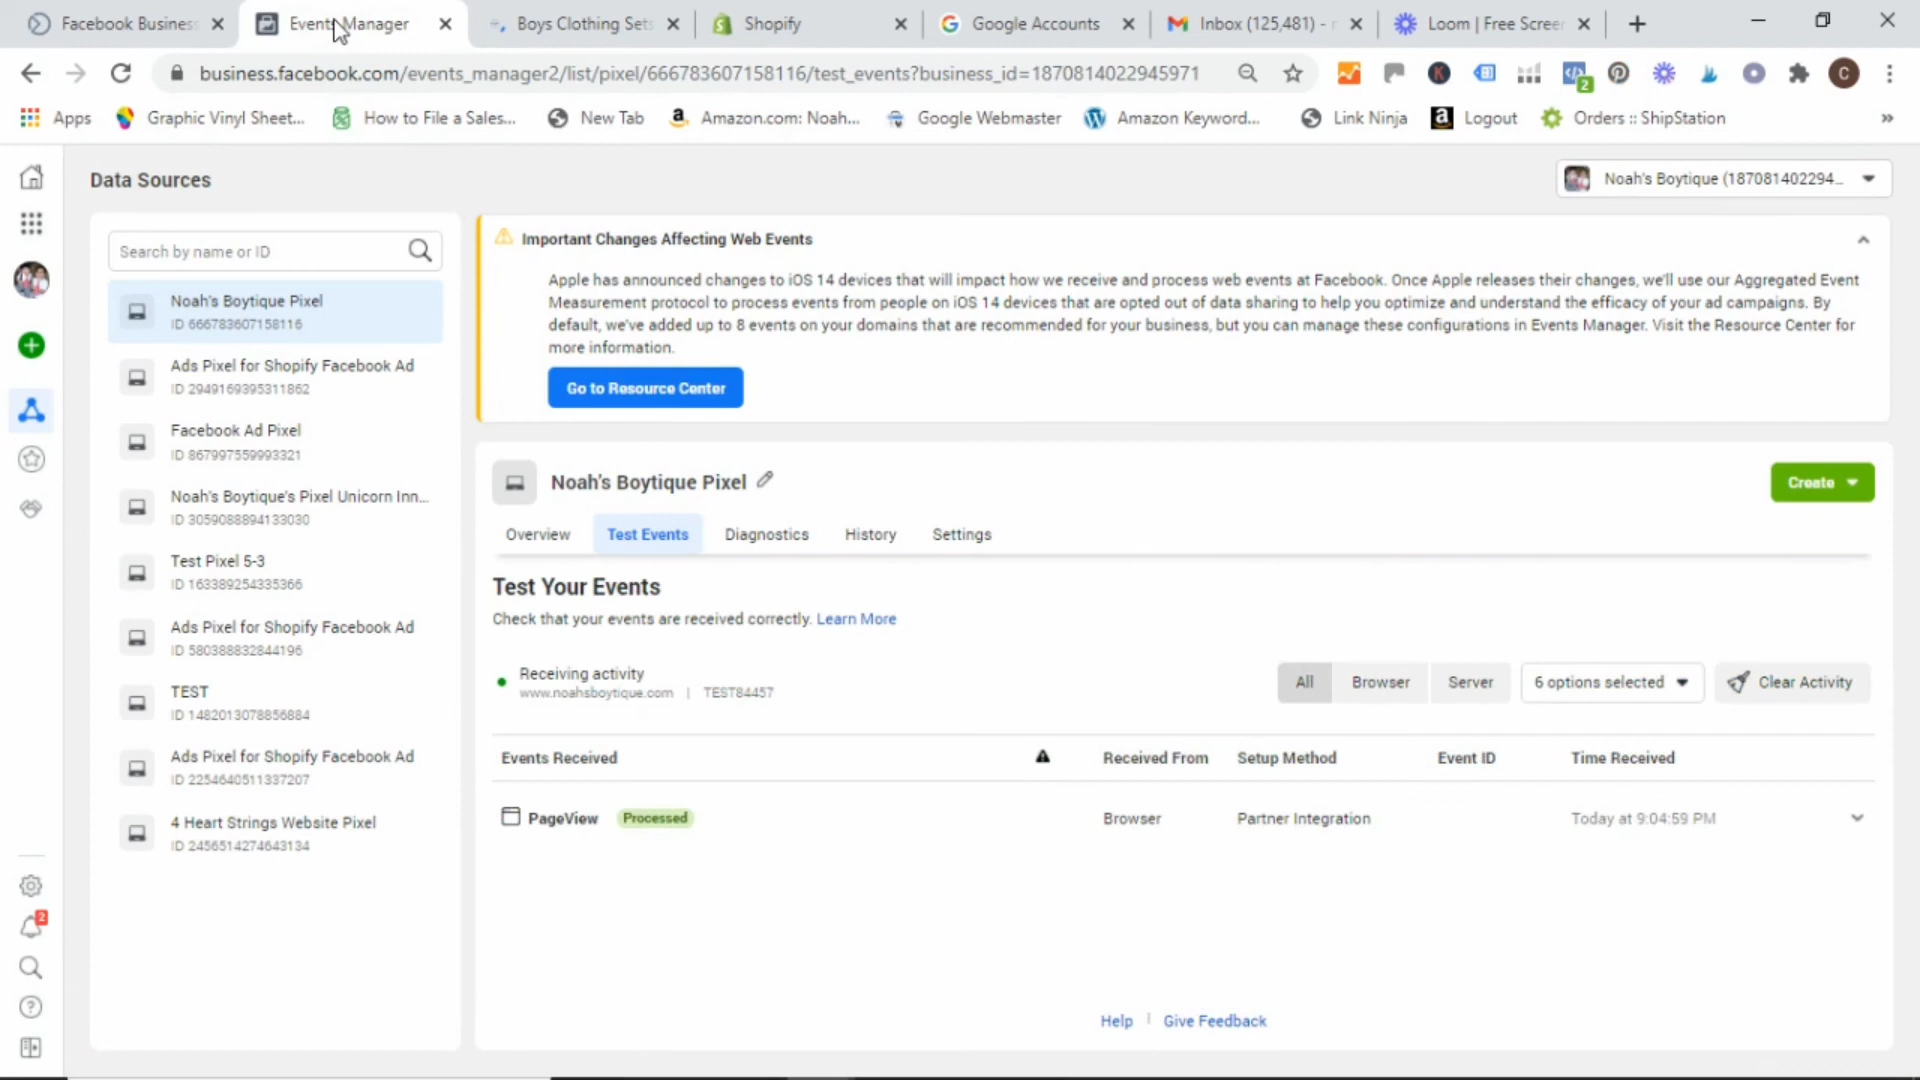 Facebook Business
Events Manager
Boys Clothing Sets
Shopify
Google Accounts
Inbox (125,481) -
Loom | Free Screen
business.facebook.com/events_manager2/list/pixel/666783607158116/test_events?business_id=1870814022945971
2
C
Apps
Graphic Vinyl Sheet...
How to File a Sales...
New Tab
Amazon.com: Noah...
Google Webmaster
Amazon Keyword...
Link Ninja
Logout
Orders :: ShipStation
»
Data Sources
Noah's Boytique (187081402294...
Search by name or ID
Noah's Boytique Pixel
ID 666783607158116
Ads Pixel for Shopify Facebook Ad
ID 2949169395311862
Facebook Ad Pixel
ID 867997559993321
Noah's Boytique's Pixel Unicorn Inn...
ID 3059088894133030
Test Pixel 5-3
ID 163389254335366
Ads Pixel for Shopify Facebook Ad
ID 580388832844196
TEST
ID 1482013078856884
Ads Pixel for Shopify Facebook Ad
ID 2254640511337207
4 Heart Strings Website Pixel
ID 2456514274643134
2
Important Changes Affecting Web Events
Apple has announced changes to iOS 14 devices that will impact how we receive and process web events at Facebook. Once Apple releases their changes, we'll use our Aggregated Event
Measurement protocol to process events from people on iOS 14 devices that are opted out of data sharing to help you optimize and understand the efficacy of your ad campaigns. By
default, we've added up to 8 events on your domains that are recommended for your business, but you can manage these configurations in Events Manager. Visit the Resource Center for
more information.
Go to Resource Center
Noah's Boytique Pixel
Create
Overview
Test Events
Diagnostics
History
Settings
Test Your Events
Check that your events are received correctly. Learn More
Receiving activity
www.noahsboytique.com | TEST84457
All
Browser
Server
6 options selected
Clear Activity
Events Received
Received From
Setup Method
Event ID
Time Received
PageView
Processed
Browser
Partner Integration
Today at 9:04:59 PM
Help | Give Feedback